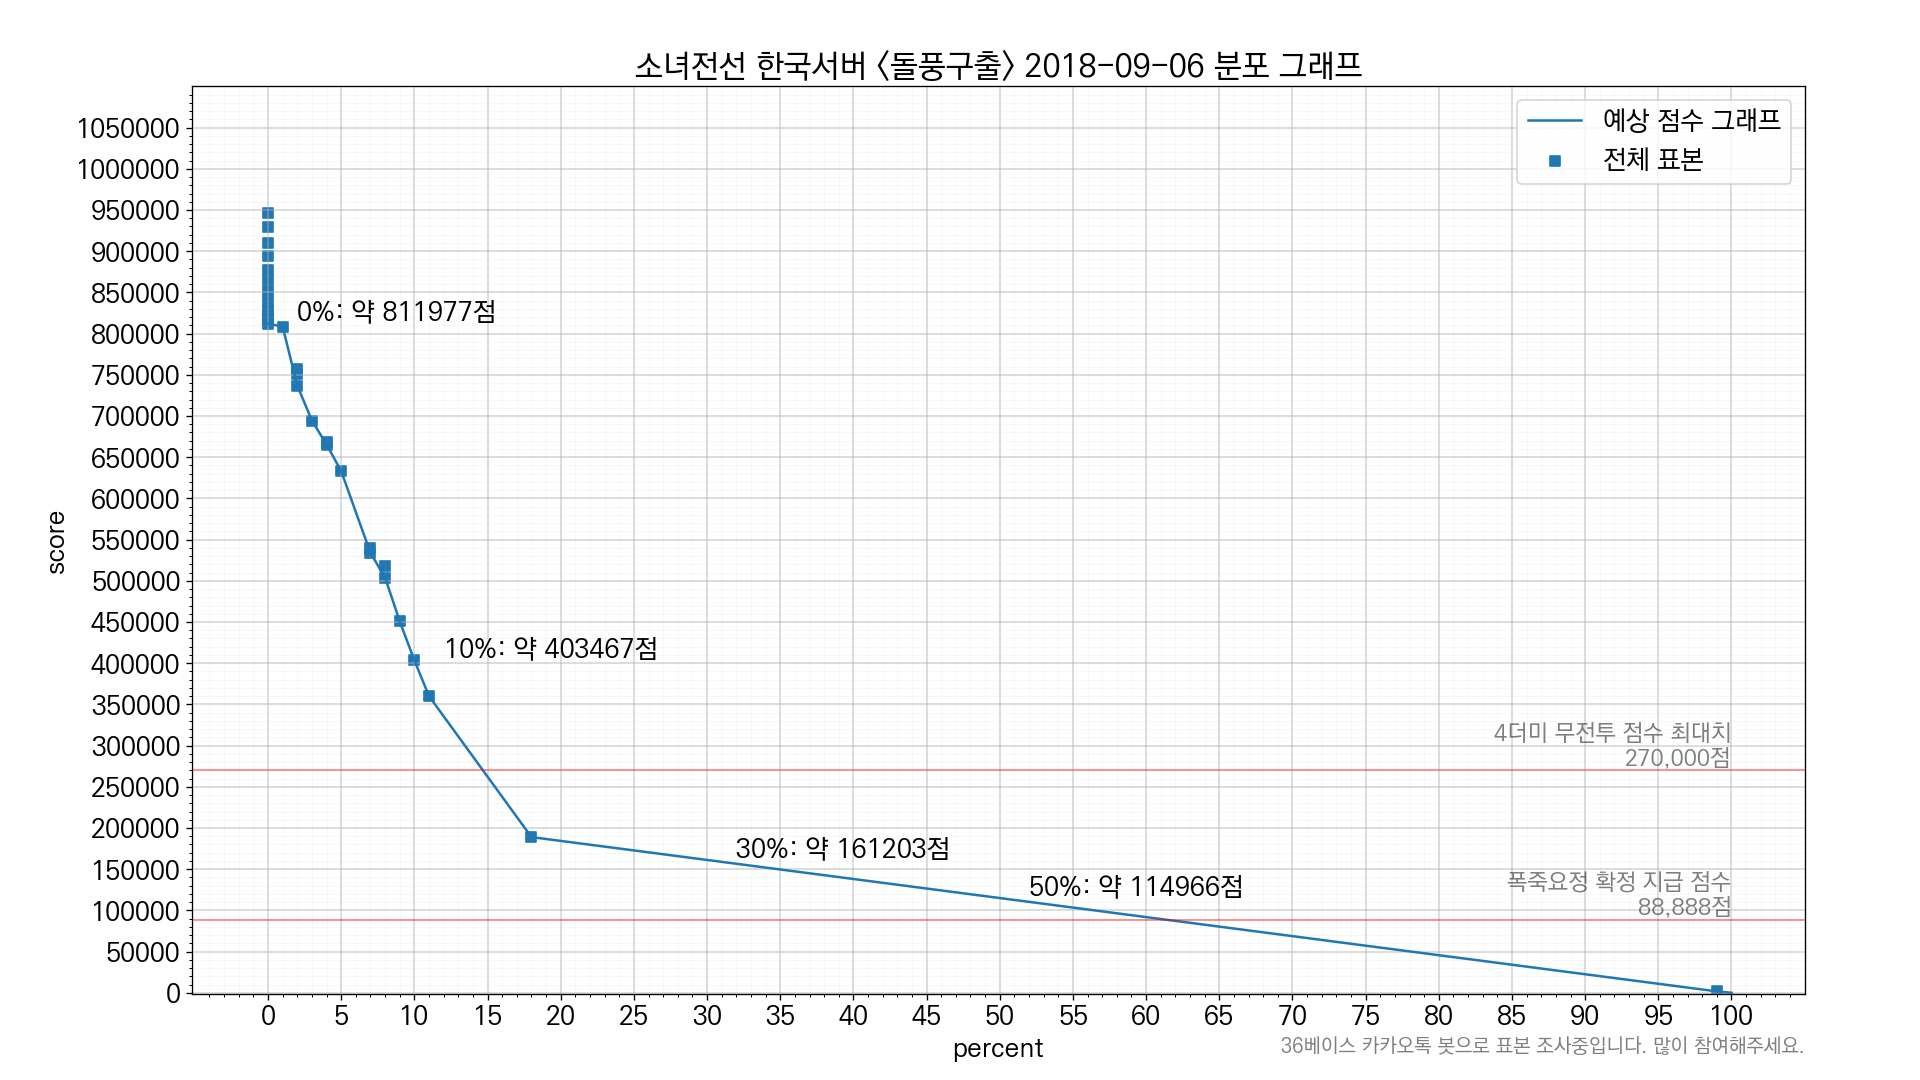 소녀전선 한국서버 〈돌풍구출〉 2018-09-06 분포 그래프
예상 점수 그래프
전체 표본
1050000
1000000
950000
900000
850000
800000
750000
700000
650000
600000
550000
500000
450000
400000
350000
300000
250000
200000
150000
100000
50000
0
score
0%: 약 811977점
10%: 약 403467점
30%: 약 161203점
50%: 약 114966점
4더미 무전투 점수 최대치
270,000점
폭죽요정 확정 지급 점수
88,888점
0 5 10 15 20 25 30 35 40 45 50 55 60 65 70 75 80 85 90 95 100
percent
36베이스 카카오톡 봇으로 표본 조사중입니다. 많이 참여해주세요.